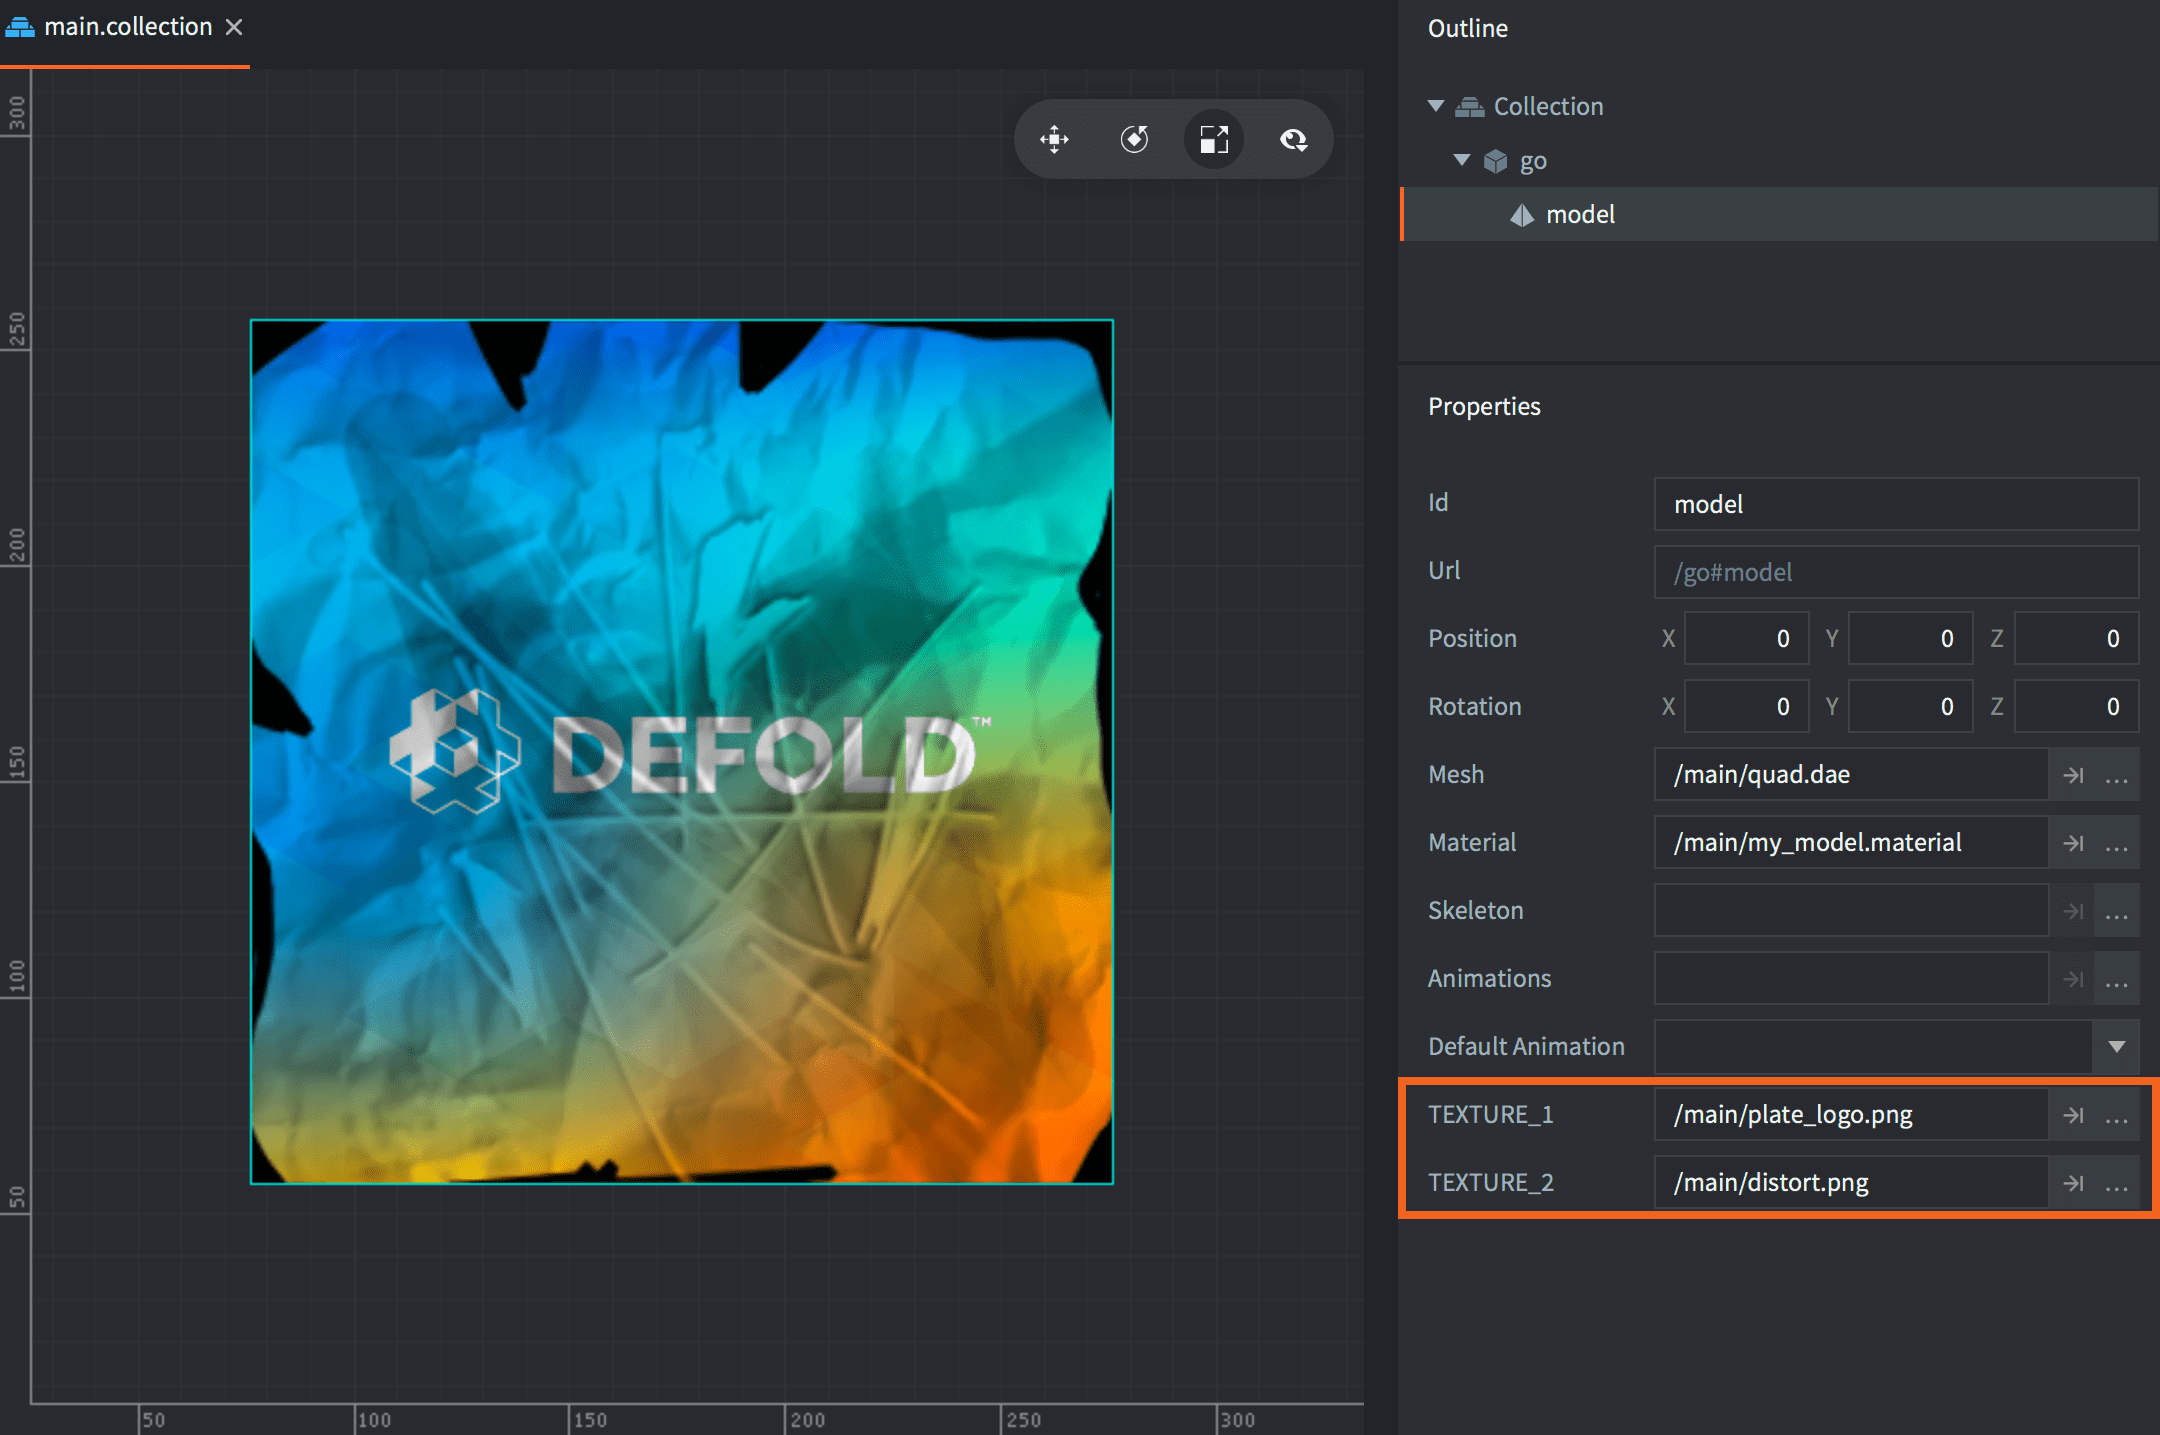 main.collection
Outline
Collection
go
model
300
250
200
150
100
50
DEFOLD™
50
100
150
200
250
300
Properties
Id model
Url /go#model
Position X 0 Y 0 Z 0
Rotation X 0 Y 0 Z 0
Mesh /main/quad.dae ...
Material /main/my_model.material ...
Skeleton ...
Animations ...
Default Animation
TEXTURE_1 /main/plate_logo.png ...
TEXTURE_2 /main/distort.png ...